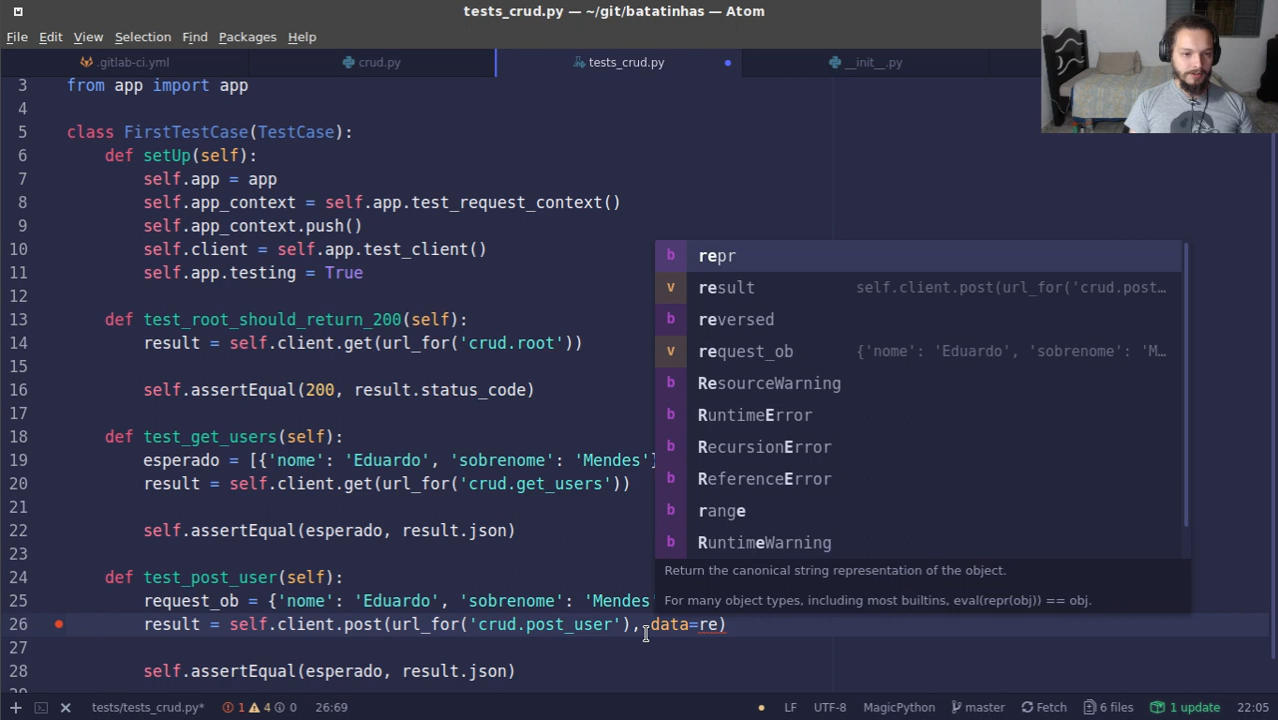 tests_crud.py — ~/git/batatinhas — Atom
File Edit View Selection Find Packages Help
.gitlab-ci.yml crud.py tests_crud.py __init__.py
3 from app import app
4
5 class FirstTestCase(TestCase):
6 def setUp(self):
7 self.app = app
8 self.app_context = self.app.test_request_context()
9 self.app_context.push()
10 self.client = self.app.test_client()
11 self.app.testing = True
12
13 def test_root_should_return_200(self):
14 result = self.client.get(url_for('crud.root'))
15
16 self.assertEqual(200, result.status_code)
17
18 def test_get_users(self):
19 esperado = [{'nome': 'Eduardo', 'sobrenome': 'Mendes'}
20 result = self.client.get(url_for('crud.get_users'))
21
22 self.assertEqual(esperado, result.json)
23
24 def test_post_user(self):
25 request_ob = {'nome': 'Eduardo', 'sobrenome': 'Mendes'
26 result = self.client.post(url_for('crud.post_user'), data=re)
27
28 self.assertEqual(esperado, result.json)
29
b repr
v result self.client.post(url_for('crud.post…
b reversed
v request_ob {'nome': 'Eduardo', 'sobrenome': 'M…
b ResourceWarning
b RuntimeError
b RecursionError
b ReferenceError
b range
b RuntimeWarning
Return the canonical string representation of the object.
For many object types, including most builtins, eval(repr(obj)) == obj.
tests/tests_crud.py* 1 4 0 26:69 LF UTF-8 MagicPython master Fetch 6 files 1 update 22:05